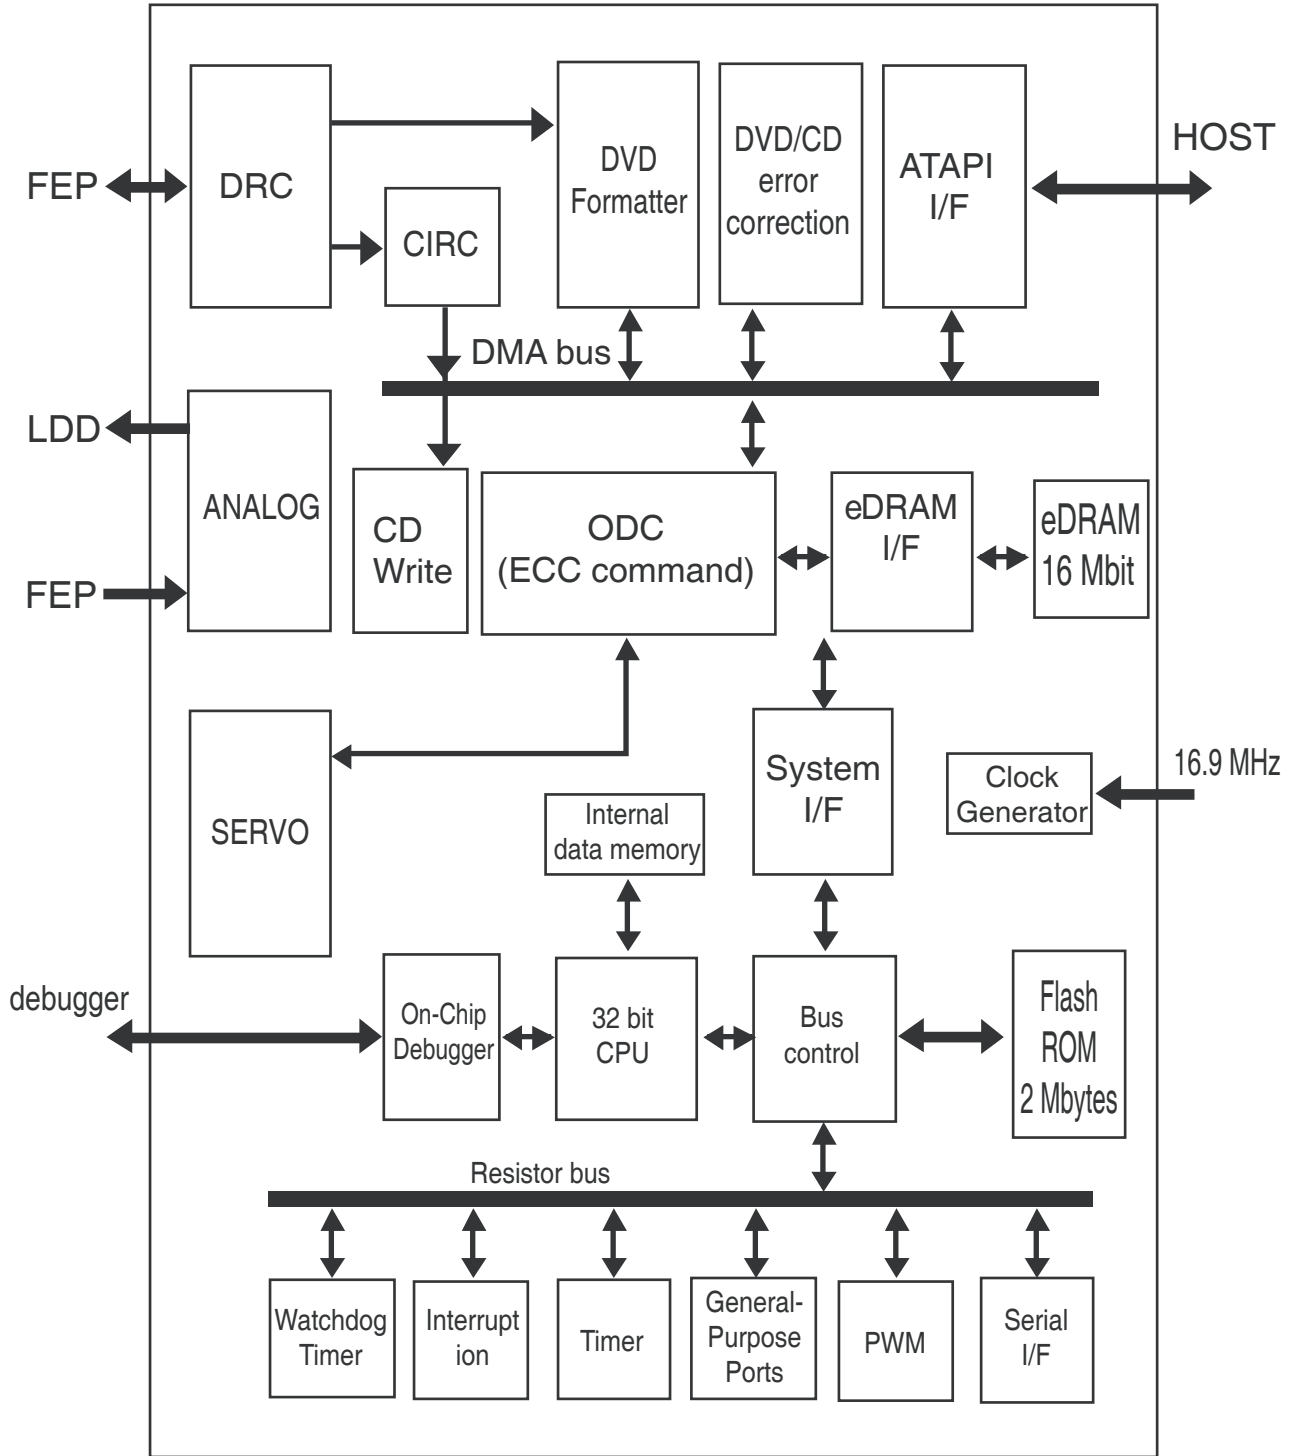 FEP
DRC
CIRC
DVD
Formatter
DVD/CD
error
correction
ATAPI
I/F
HOST
DMA bus
LDD
ANALOG
FEP
CD
Write
ODC
(ECC command)
eDRAM
I/F
eDRAM
16 Mbit
SERVO
System
I/F
Clock
Generator
16.9 MHz
Internal
data memory
debugger
On-Chip
Debugger
32 bit
CPU
Bus
control
Flash
ROM
2 Mbytes
Resistor bus
Watchdog
Timer
Interrupt
ion
Timer
General-
Purpose
Ports
PWM
Serial
I/F